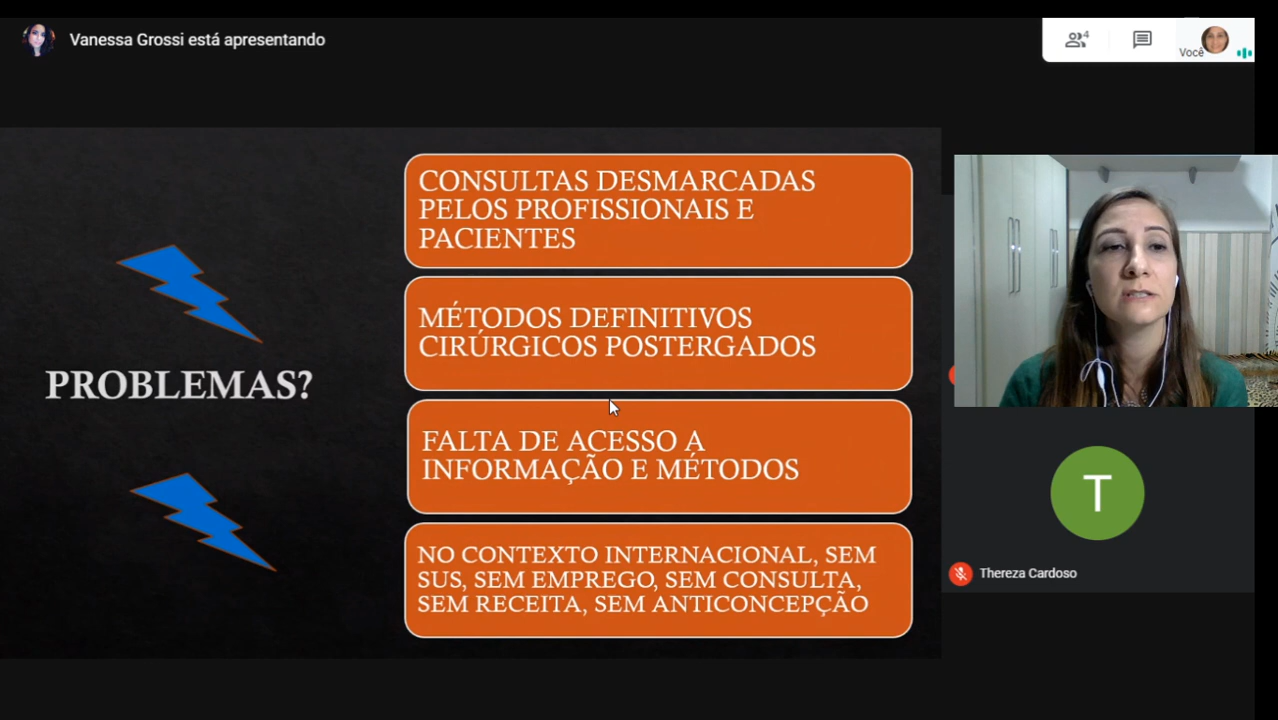 Vanessa Grossi está apresentando
4
Você
CONSULTAS DESMARCADAS
PELOS PROFISSIONAIS E
PACIENTES
MÉTODOS DEFINITIVOS
CIRÚRGICOS POSTERGADOS
PROBLEMAS?
FALTA DE ACESSO A
INFORMAÇÃO E MÉTODOS
NO CONTEXTO INTERNACIONAL, SEM
SUS, SEM EMPREGO, SEM CONSULTA,
SEM RECEITA, SEM ANTICONCEPÇÃO
T
Thereza Cardoso